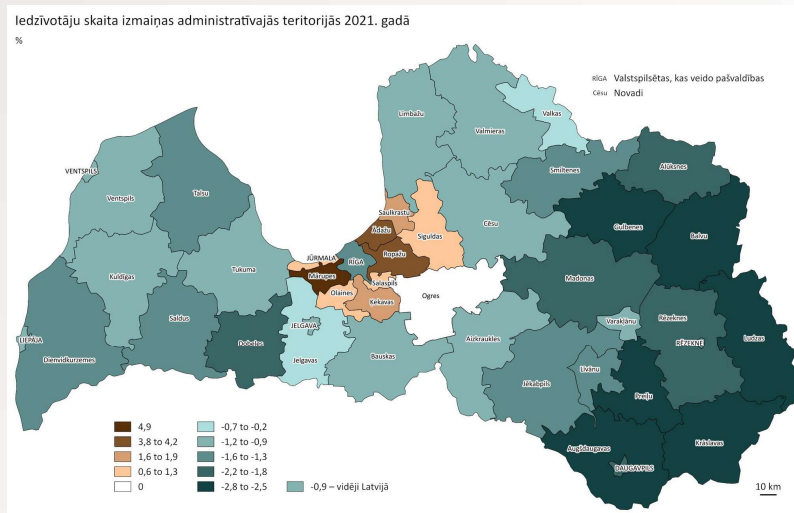 Iedzīvotāju skaita izmaiņas administratīvajās teritorijās 2021. gadā
%
RĪGA Valstspilsētas, kas veido pašvaldības
Cēsu Novadi
Limbažu
Valmieras
Valkas
Smiltenes
Alūksnes
VENTSPILS
Ventspils
Talsu
Saulkrastu
Ādažu
Siguldas
Cēsu
Gulbenes
Balvu
JŪRMALA
RĪGA
Ropažu
Kuldīgas
Tukuma
Mārupes
Salaspils
Olaines
Ķekavas
Ogres
Madonas
Saldus
Varakļānu
Rēzeknes
RĒZEKNE
Ludzas
LIEPĀJA
Dienvidkurzemes
Dobeles
JELGAVA
Jelgavas
Bauskas
Aizkraukles
Jēkabpils
Līvānu
Preiļu
Augšdaugavas
Krāslavas
DAUGAVPILS
4,9
3,8 to 4,2
1,6 to 1,9
0,6 to 1,3
0
-0,7 to -0,2
-1,2 to -0,9
-1,6 to -1,3
-2,2 to -1,8
-2,8 to -2,5
-0,9 – vidēji Latvijā
10 km